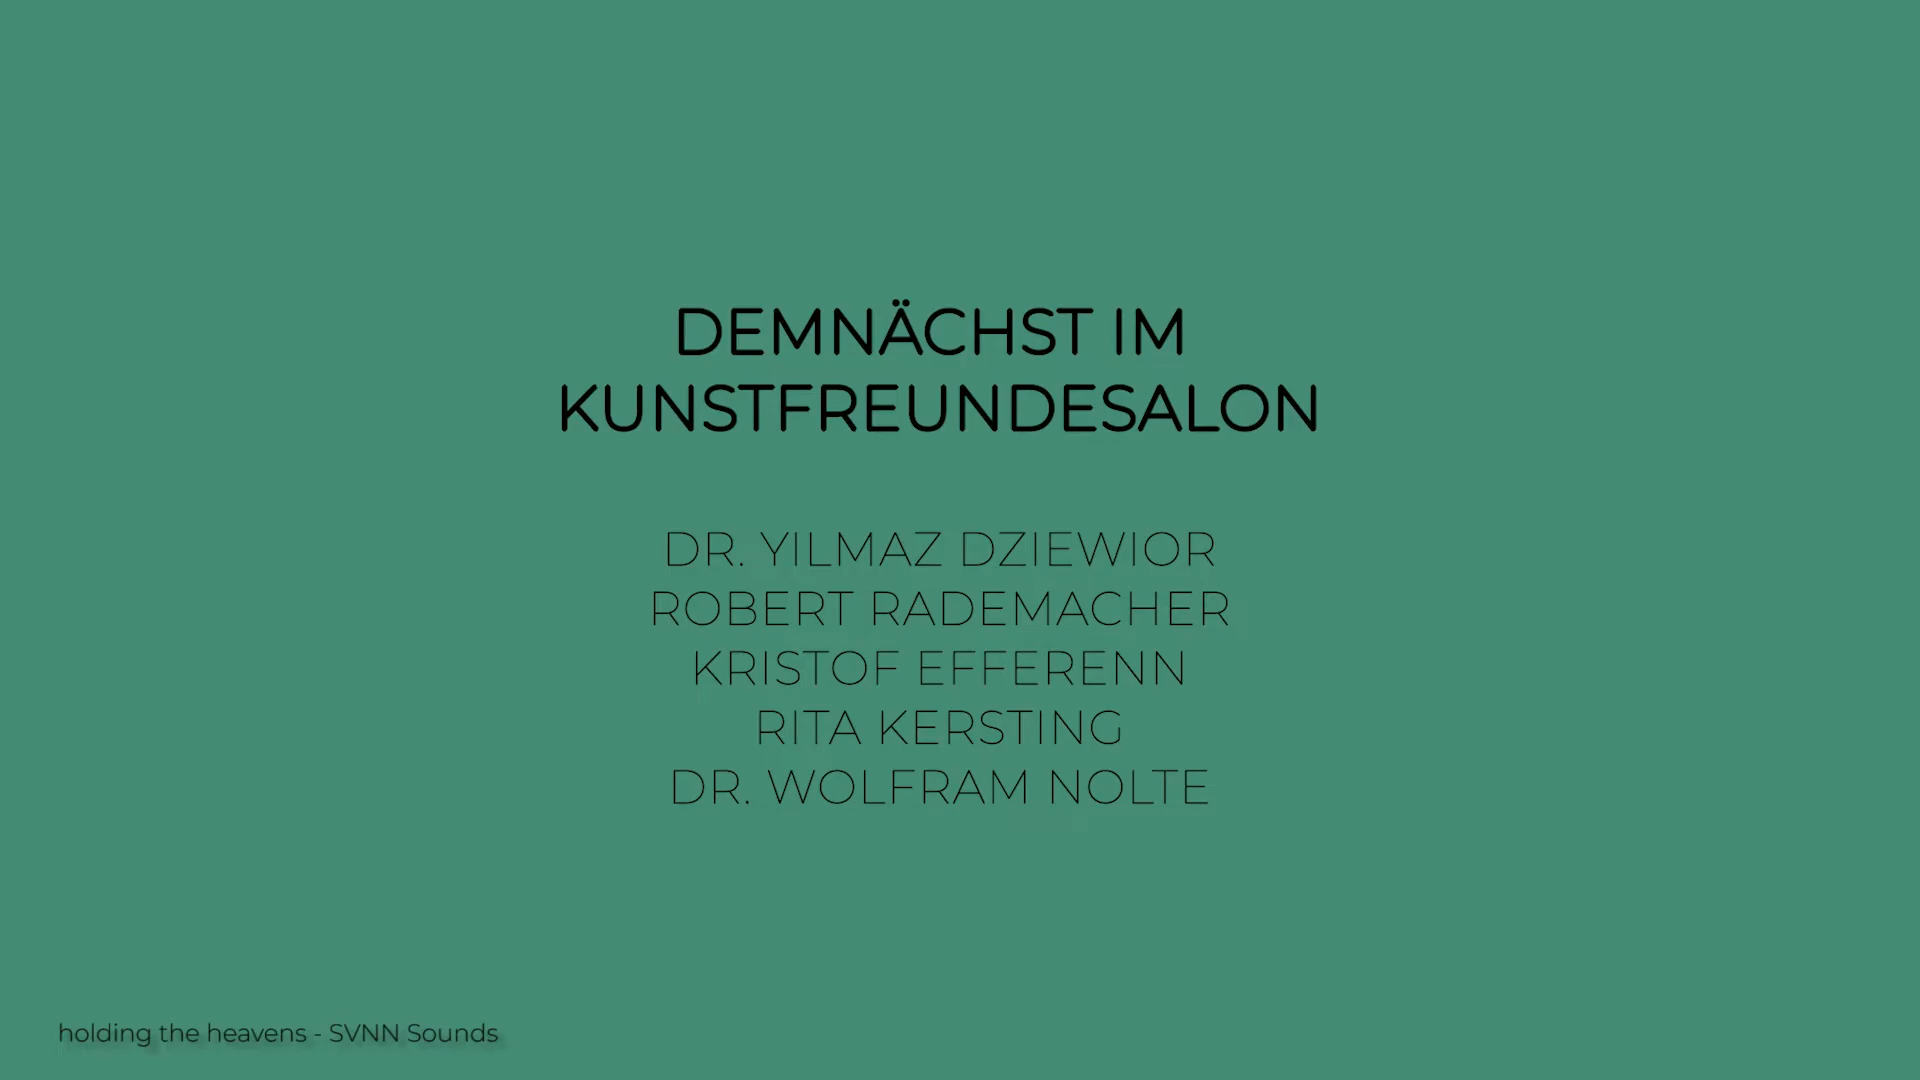 DEMNÄCHST IM
KUNSTFREUNDESALON
DR. YILMAZ DZIEWIOR
ROBERT RADEMACHER
KRISTOF EFFERENN
RITA KERSTING
DR. WOLFRAM NOLTE
holding the heavens - SVNN Sounds